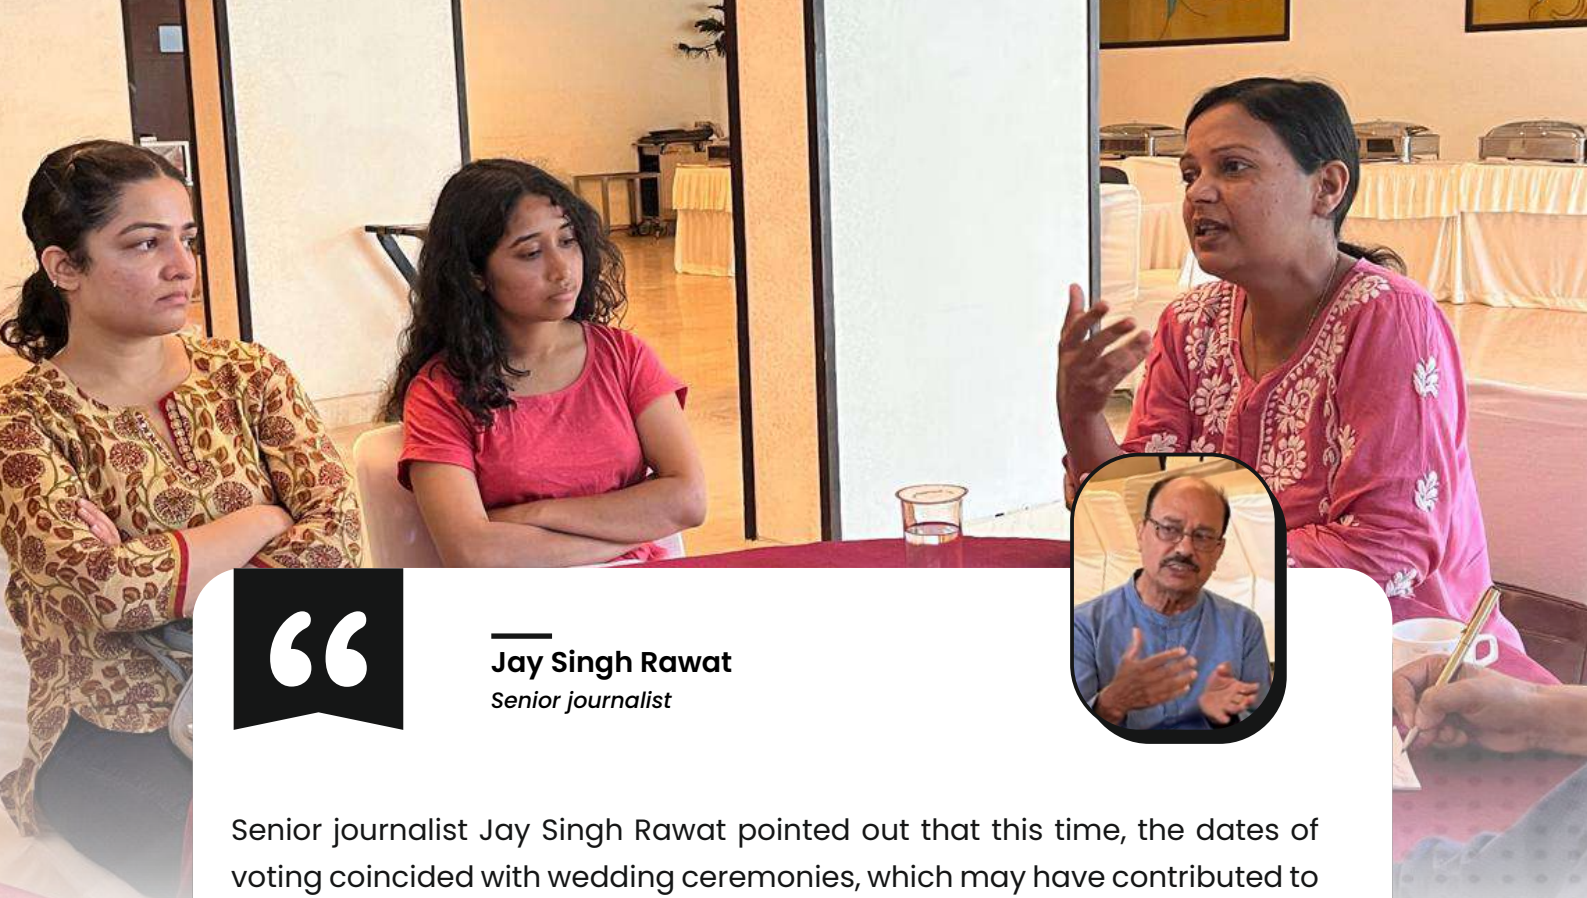 Jay Singh Rawat
Senior journalist
Senior journalist Jay Singh Rawat pointed out that this time, the dates of
voting coincided with wedding ceremonies, which may have contributed to